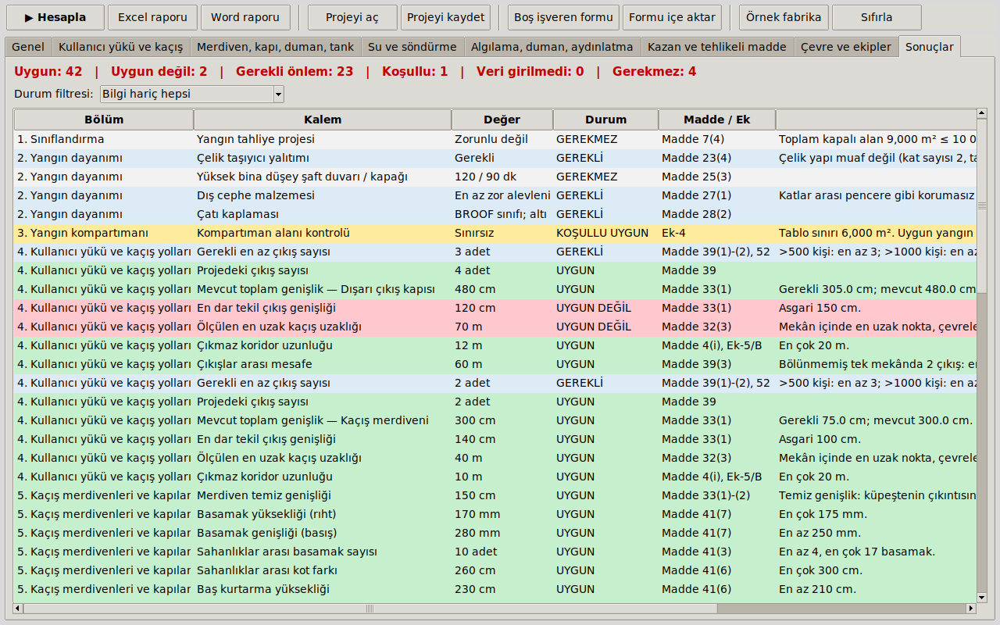 ▶ Hesapla Excel raporu Word raporu Projeyi aç Projeyi kaydet Boş işveren formu Formu içe aktar Örnek fabrika Sıfırla
Genel Kullanıcı yükü ve kaçış Merdiven, kapı, duman, tank Su ve söndürme Algılama, duman, aydınlatma Kazan ve tehlikeli madde Çevre ve ekipler Sonuçlar
Uygun: 42 | Uygun değil: 2 | Gerekli önlem: 23 | Koşullu: 1 | Veri girilmedi: 0 | Gerekmez: 4
Durum filtresi: Bilgi hariç hepsi
Bölüm Kalem Değer Durum Madde / Ek
1. Sınıflandırma Yangın tahliye projesi Zorunlu değil GEREKMEZ Madde 7(4) Toplam kapalı alan 9,000 m² ≤ 10 0
2. Yangın dayanımı Çelik taşıyıcı yalıtımı Gerekli GEREKLİ Madde 23(4) Çelik yapı muaf değil (kat sayısı 2, ta
2. Yangın dayanımı Yüksek bina düşey şaft duvarı / kapağı 120 / 90 dk GEREKMEZ Madde 25(3)
2. Yangın dayanımı Dış cephe malzemesi En az zor alevleni GEREKLİ Madde 27(1) Katlar arası pencere gibi korumasız
2. Yangın dayanımı Çatı kaplaması BROOF sınıfı; altı GEREKLİ Madde 28(2)
3. Yangın kompartımanı Kompartıman alanı kontrolü Sınırsız KOŞULLU UYGUN Ek-4 Tablo sınırı 6,000 m². Uygun yangın
4. Kullanıcı yükü ve kaçış yolları Gerekli en az çıkış sayısı 3 adet GEREKLİ Madde 39(1)-(2), 52 >500 kişi: en az 3; >1000 kişi: en az
4. Kullanıcı yükü ve kaçış yolları Projedeki çıkış sayısı 4 adet UYGUN Madde 39
4. Kullanıcı yükü ve kaçış yolları Mevcut toplam genişlik — Dışarı çıkış kapısı 480 cm UYGUN Madde 33(1) Gerekli 305.0 cm; mevcut 480.0 cm
4. Kullanıcı yükü ve kaçış yolları En dar tekil çıkış genişliği 120 cm UYGUN DEĞİL Madde 33(1) Asgari 150 cm.
4. Kullanıcı yükü ve kaçış yolları Ölçülen en uzak kaçış uzaklığı 70 m UYGUN DEĞİL Madde 32(3) Mekân içinde en uzak nokta, çevrele
4. Kullanıcı yükü ve kaçış yolları Çıkmaz koridor uzunluğu 12 m UYGUN Madde 4(i), Ek-5/B En çok 20 m.
4. Kullanıcı yükü ve kaçış yolları Çıkışlar arası mesafe 60 m UYGUN Madde 39(3) Bölünmemiş tek mekânda 2 çıkış: e
4. Kullanıcı yükü ve kaçış yolları Gerekli en az çıkış sayısı 2 adet GEREKLİ Madde 39(1)-(2), 52 >500 kişi: en az 3; >1000 kişi: en az
4. Kullanıcı yükü ve kaçış yolları Projedeki çıkış sayısı 2 adet UYGUN Madde 39
4. Kullanıcı yükü ve kaçış yolları Mevcut toplam genişlik — Kaçış merdiveni 300 cm UYGUN Madde 33(1) Gerekli 75.0 cm; mevcut 300.0 cm.
4. Kullanıcı yükü ve kaçış yolları En dar tekil çıkış genişliği 140 cm UYGUN Madde 33(1) Asgari 100 cm.
4. Kullanıcı yükü ve kaçış yolları Ölçülen en uzak kaçış uzaklığı 40 m UYGUN Madde 32(3) Mekân içinde en uzak nokta, çevrele
4. Kullanıcı yükü ve kaçış yolları Çıkmaz koridor uzunluğu 10 m UYGUN Madde 4(i), Ek-5/B En çok 20 m.
5. Kaçış merdivenleri ve kapılar Merdiven temiz genişliği 150 cm UYGUN Madde 33(1)-(2) Temiz genişlik: küpeştenin çıkıntısın
5. Kaçış merdivenleri ve kapılar Basamak yüksekliği (rıht) 170 mm UYGUN Madde 41(7) En çok 175 mm.
5. Kaçış merdivenleri ve kapılar Basamak genişliği (basış) 280 mm UYGUN Madde 41(7) En az 250 mm.
5. Kaçış merdivenleri ve kapılar Sahanlıklar arası basamak sayısı 10 adet UYGUN Madde 41(3) En az 4, en çok 17 basamak.
5. Kaçış merdivenleri ve kapılar Sahanlıklar arası kot farkı 260 cm UYGUN Madde 41(6) En çok 300 cm.
5. Kaçış merdivenleri ve kapılar Baş kurtarma yüksekliği 230 cm UYGUN Madde 41(6) En az 210 cm.